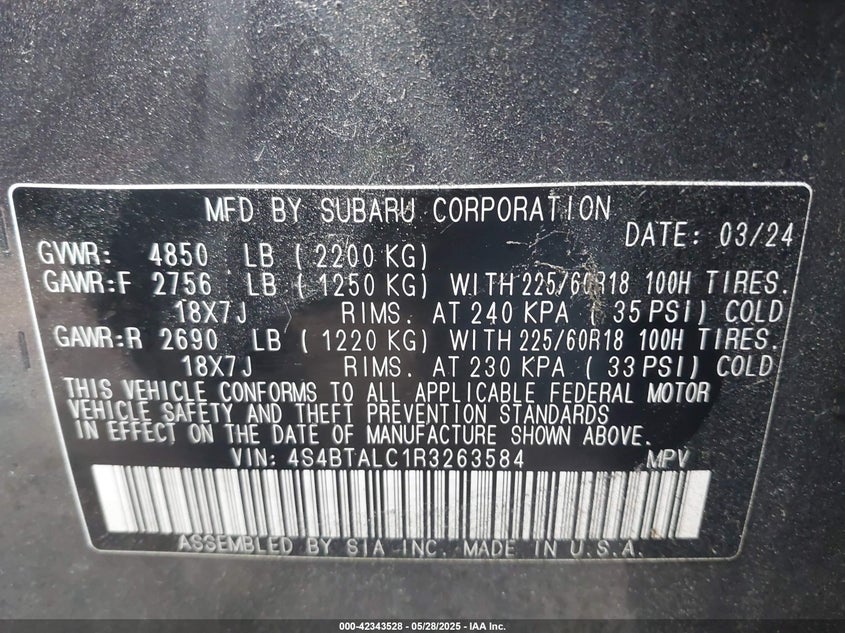 MFD BY SUBARU CORPORATION
DATE: 03/24
GVWR: 4850 LB ( 2200 KG)
GAWR:F 2756 LB ( 1250 KG) WITH 225/60R18 100H TIRES.
18X7J RIMS. AT 240 KPA ( 35 PSI) COLD
GAWR:R 2690 LB ( 1220 KG) WITH 225/60R18 100H TIRES.
18X7J RIMS. AT 230 KPA ( 33 PSI) COLD
THIS VEHICLE CONFORMS TO ALL APPLICABLE FEDERAL MOTOR
VEHICLE SAFETY AND THEFT PREVENTION STANDARDS
IN EFFECT ON THE DATE OF MANUFACTURE SHOWN ABOVE.
VIN: 4S4BTALC1R3263584 MPV
ASSEMBLED BY SIA INC. MADE IN U.S.A.
000-42343528 - 05/28/2025 - IAA Inc.